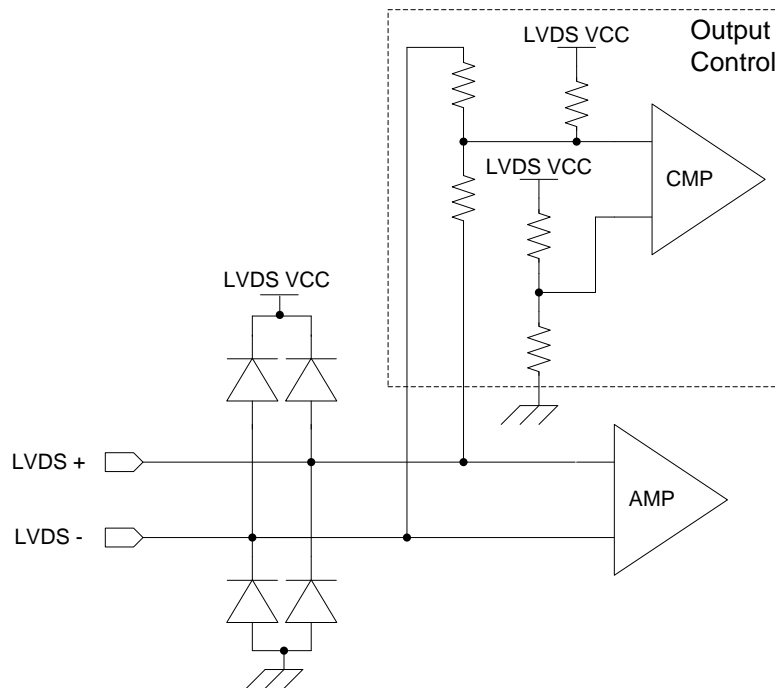 LVDS VCC
Output
Control
LVDS VCC
CMP
LVDS VCC
LVDS +
AMP
LVDS -